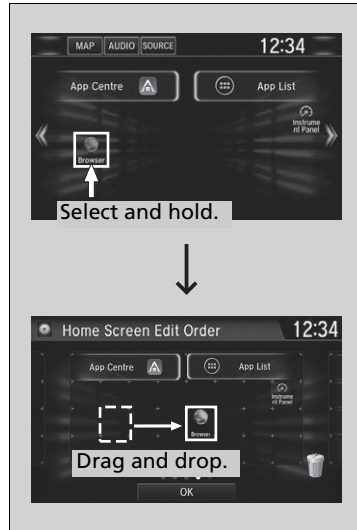 MAP AUDIO SOURCE 12:34
App Centre App List
Instrume
nt Panel
Browser
Select and hold.
Home Screen Edit Order 12:34
App Centre App List
Instrume
nt Panel
Browser
Drag and drop.
OK